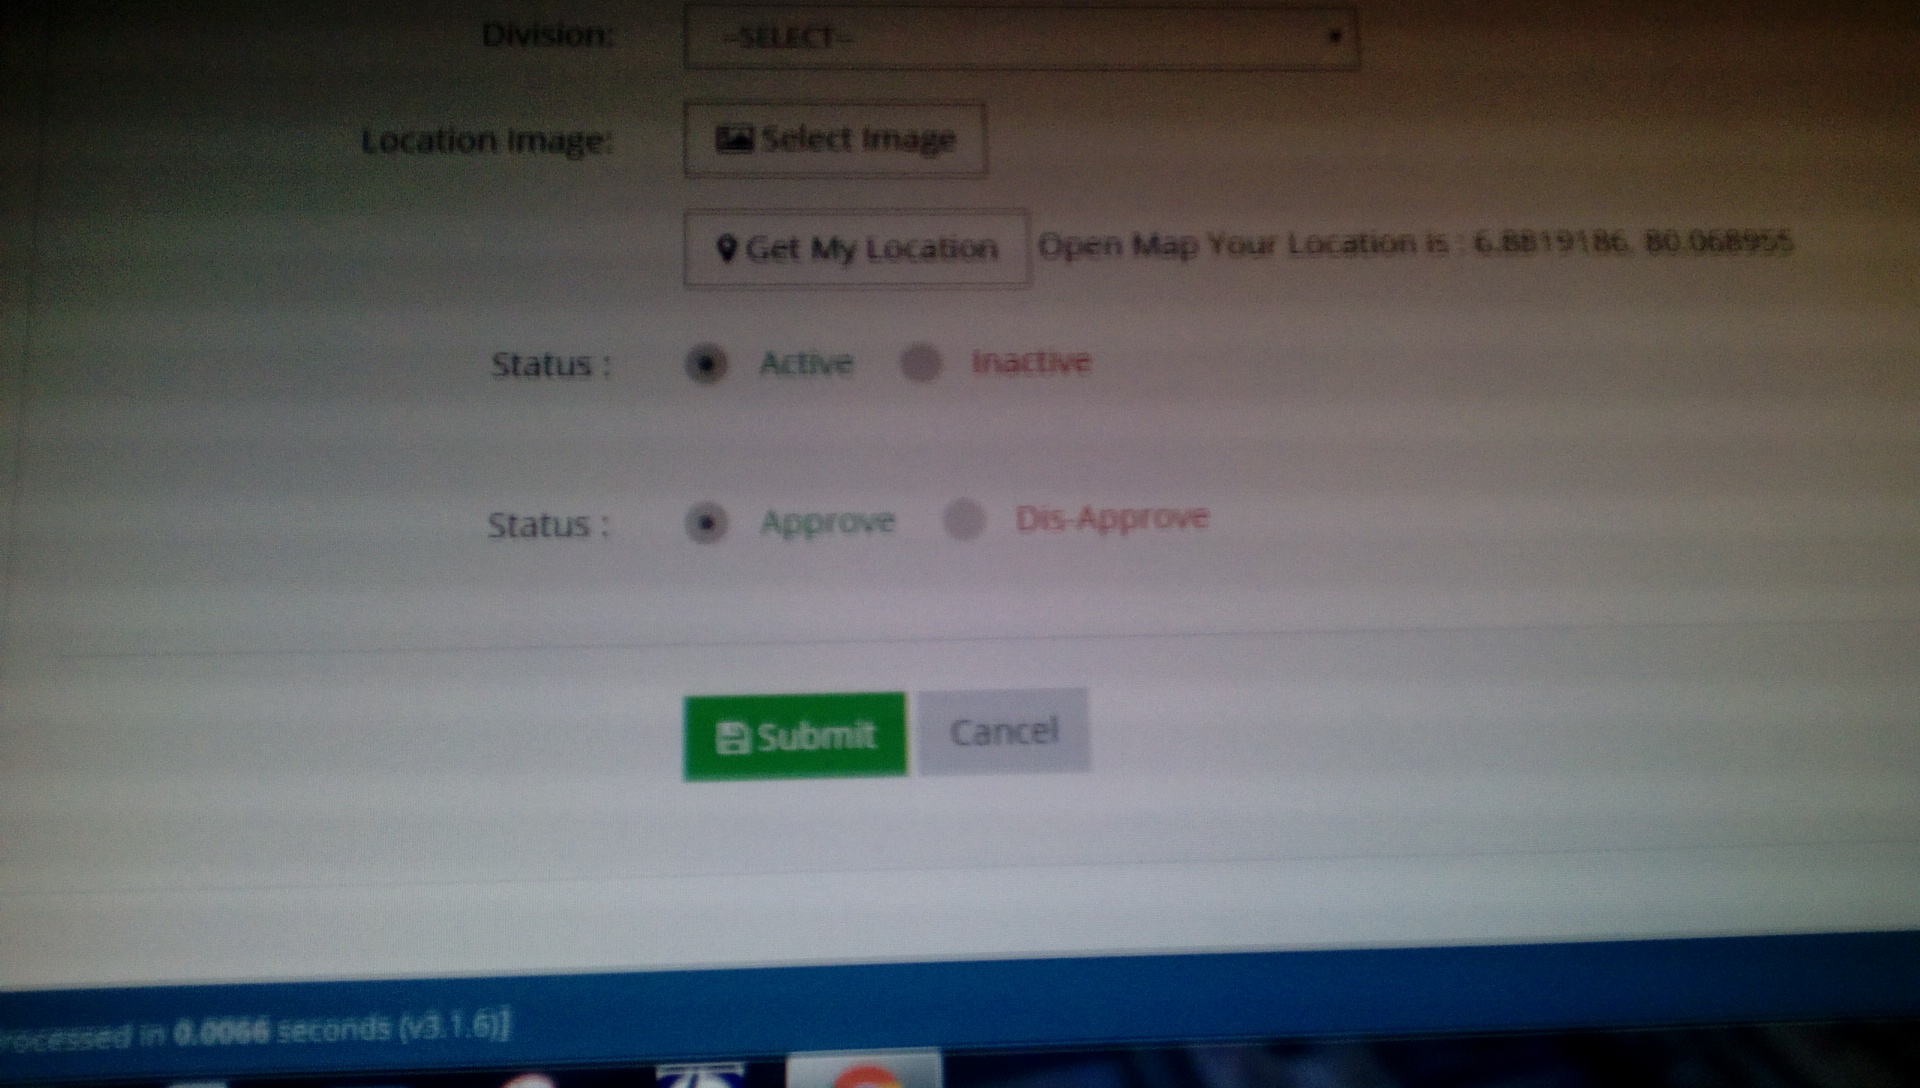 Division: --SELECT--
Location Image: Select Image
Get My Location Open Map Your Location is : 6.8819186, 80.068955
Status : Active Inactive
Status : Approve Dis-Approve
Submit Cancel
rocessed in 0.0066 seconds (v3.1.6)]